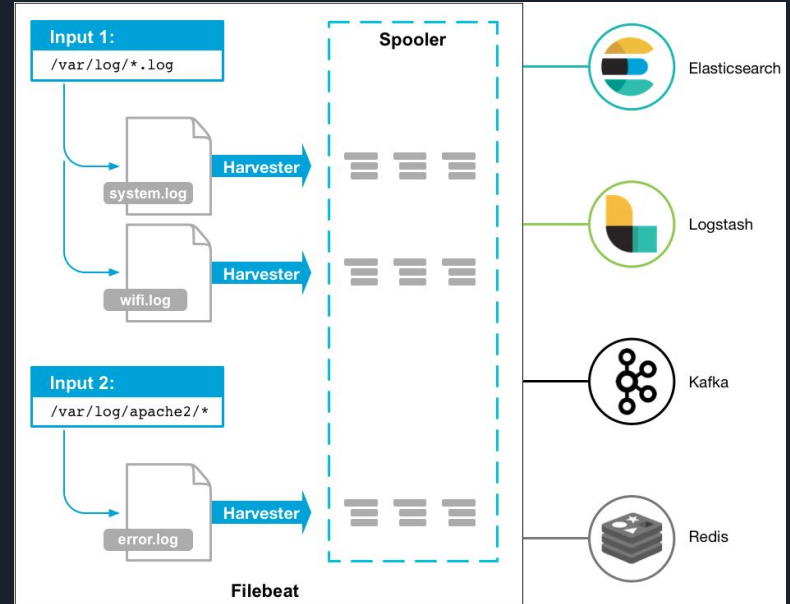 Input 1:
/var/log/*.log
system.log
Harvester
wifi.log
Harvester
Input 2:
/var/log/apache2/*
error.log
Harvester
Spooler
Filebeat
Elasticsearch
Logstash
Kafka
Redis